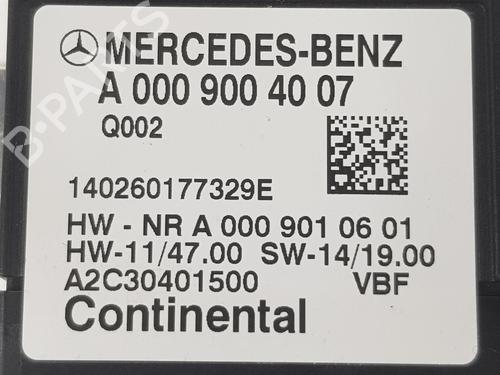 MERCEDES-BENZ
A 000 900 40 07
Q002
140260177329E
HW - NR A 000 901 06 01
HW-11/47.00 SW-14/19.00
A2C30401500 VBF
Continental
B-PARTS